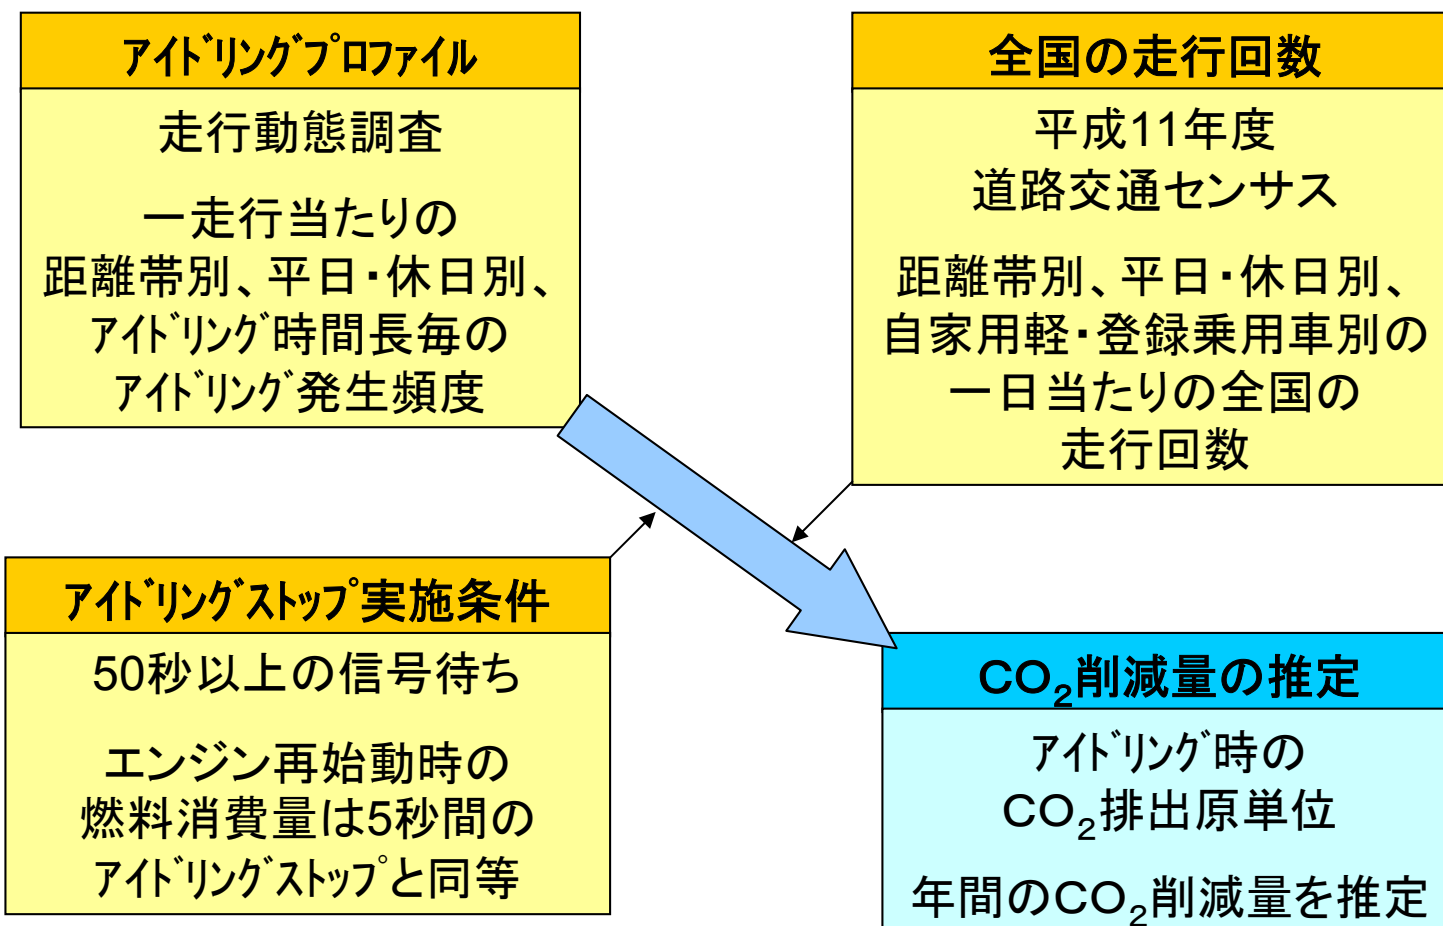 ｱｲﾄﾞﾘﾝｸﾞﾌﾟﾛﾌｧｲﾙ
走行動態調査
一走行当たりの
距離帯別、平日・休日別、
ｱｲﾄﾞﾘﾝｸﾞ時間長毎の
ｱｲﾄﾞﾘﾝｸﾞ発生頻度
全国の走行回数
平成11年度
道路交通センサス
距離帯別、平日・休日別、
自家用軽・登録乗用車別の
一日当たりの全国の
走行回数
ｱｲﾄﾞﾘﾝｸﾞｽﾄｯﾌﾟ実施条件
50秒以上の信号待ち
エンジン再始動時の
燃料消費量は5秒間の
ｱｲﾄﾞﾘﾝｸﾞｽﾄｯﾌﾟと同等
CO₂削減量の推定
ｱｲﾄﾞﾘﾝｸﾞ時の
CO₂排出原単位
年間のCO₂削減量を推定